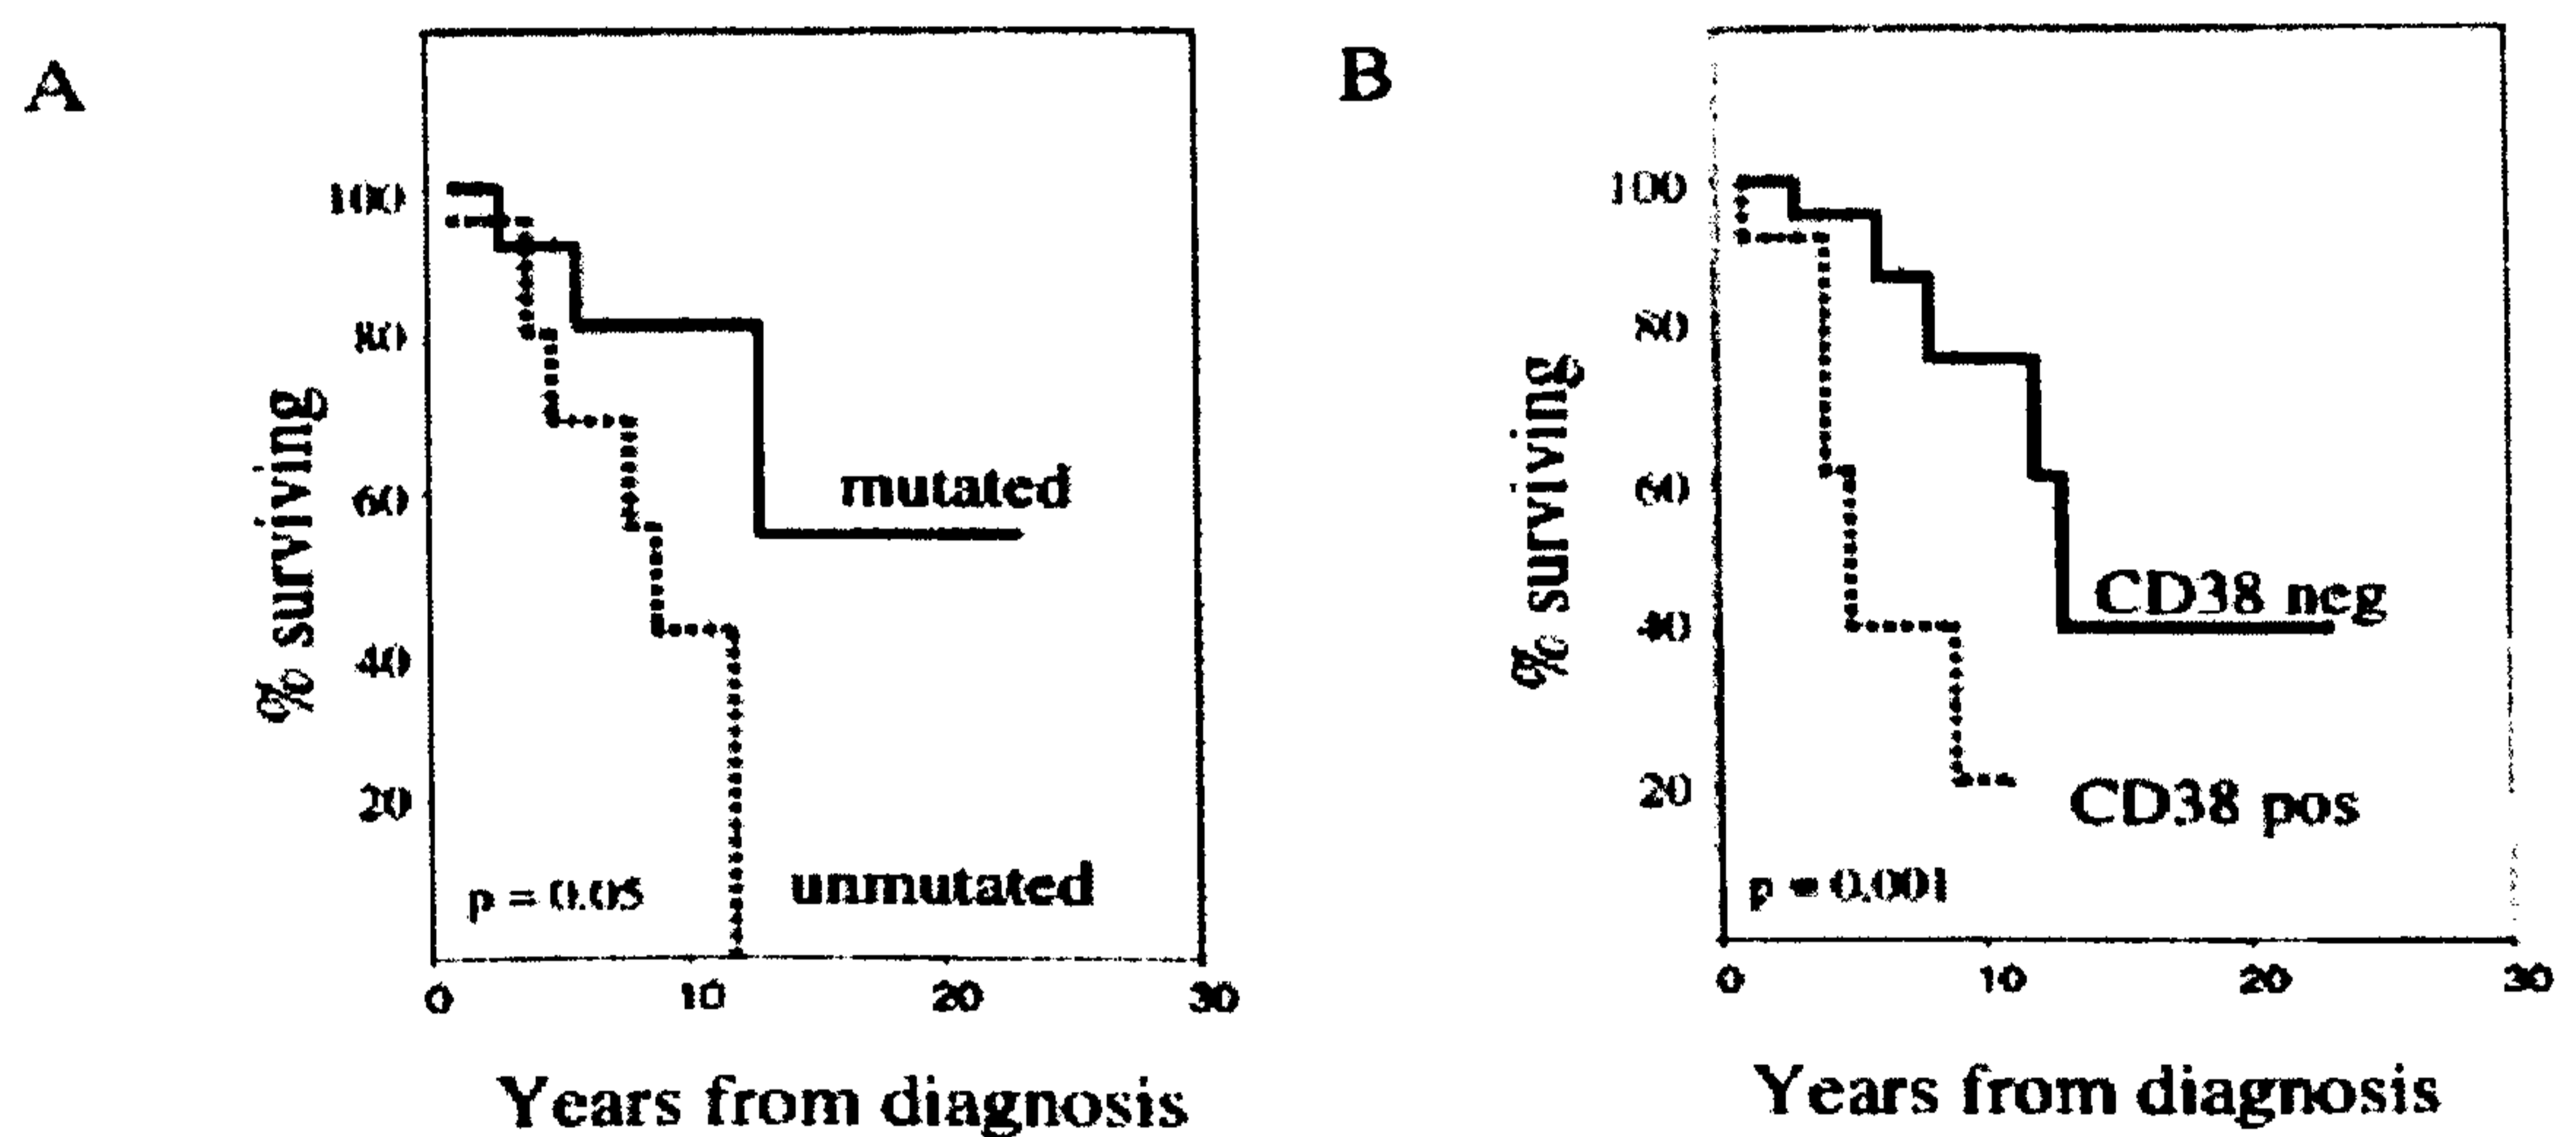 A
100
80
60
40
20
% surviving
mutated
unmutated
p = 0.05
0 10 20 30
Years from diagnosis
B
100
80
60
40
20
% surviving
CD38 neg
CD38 pos
p = 0.001
0 10 20 30
Years from diagnosis